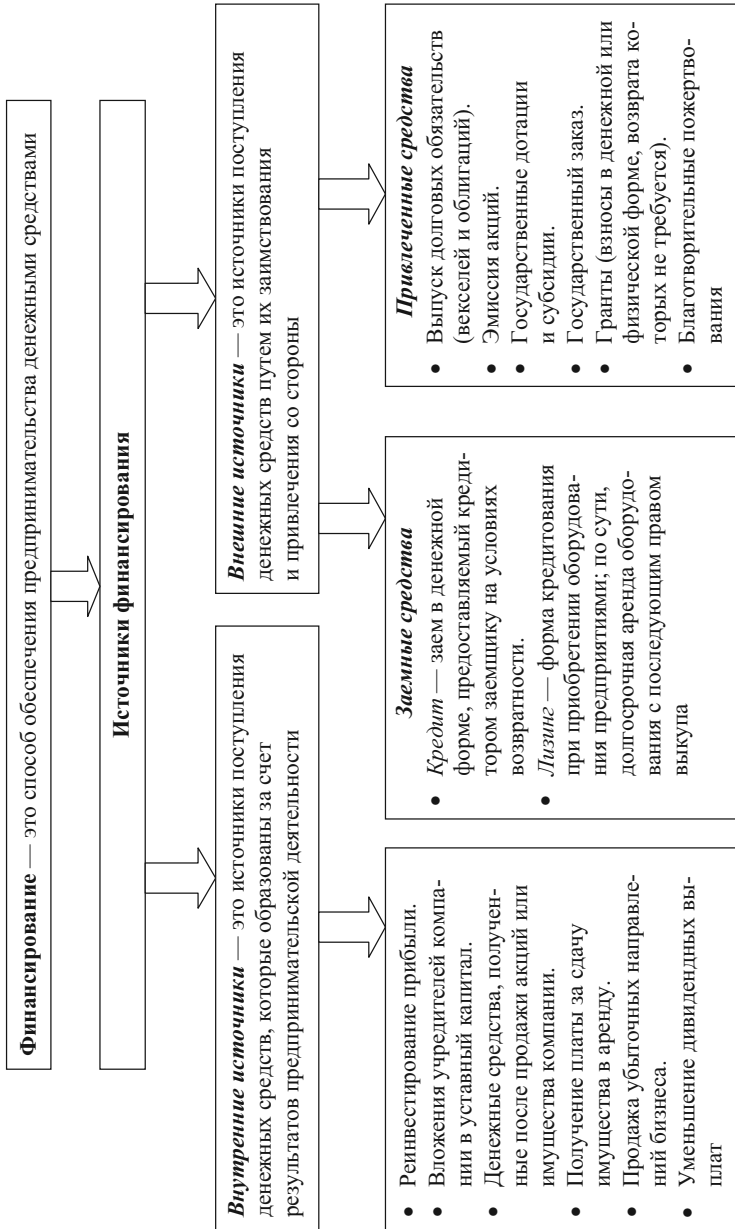 Финансирование — это способ обеспечения предпринимательства денежными средствами
Источники финансирования
Внутренние источники — это источники поступления
денежных средств, которые образованы за счет
результатов предпринимательской деятельности
Внешние источники — это источники поступления
денежных средств путем их заимствования
и привлечения со стороны
• Реинвестирование прибыли.
• Вложения учредителей компа-
нии в уставный капитал.
• Денежные средства, получен-
ные после продажи акций или
имущества компании.
• Получение платы за сдачу
имущества в аренду.
• Продажа убыточных направле-
ний бизнеса.
• Уменьшение дивидендных вы-
плат
Заемные средства
• Кредит — заем в денежной
форме, предоставляемый креди-
тором заемщику на условиях
возвратности.
• Лизинг — форма кредитования
при приобретении оборудова-
ния предприятиями; по сути,
долгосрочная аренда оборудо-
вания с последующим правом
выкупа
Привлеченные средства
• Выпуск долговых обязательств
(векселей и облигаций).
• Эмиссия акций.
• Государственные дотации
и субсидии.
• Государственный заказ.
• Гранты (взносы в денежной или
физической форме, возврата ко-
торых не требуется).
• Благотворительные пожертво-
вания